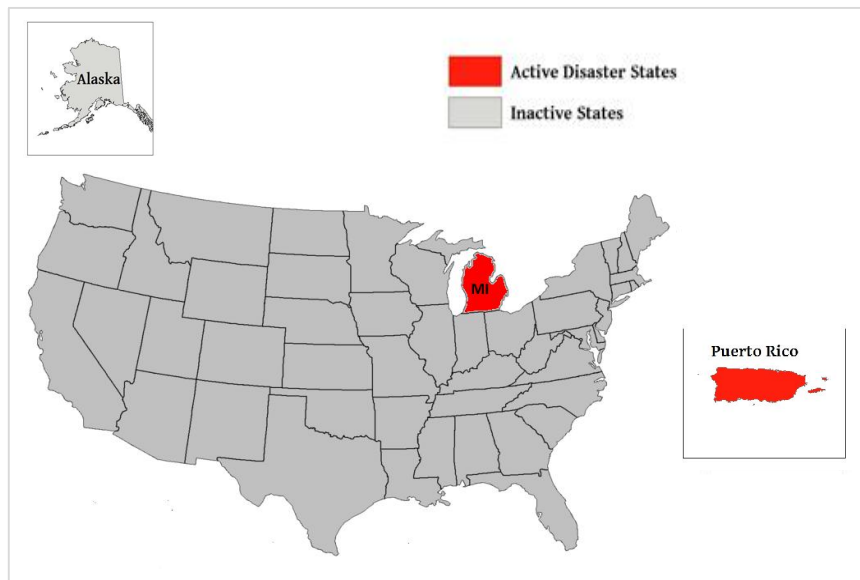 Alaska
Active Disaster States
Inactive States
MI
Puerto Rico